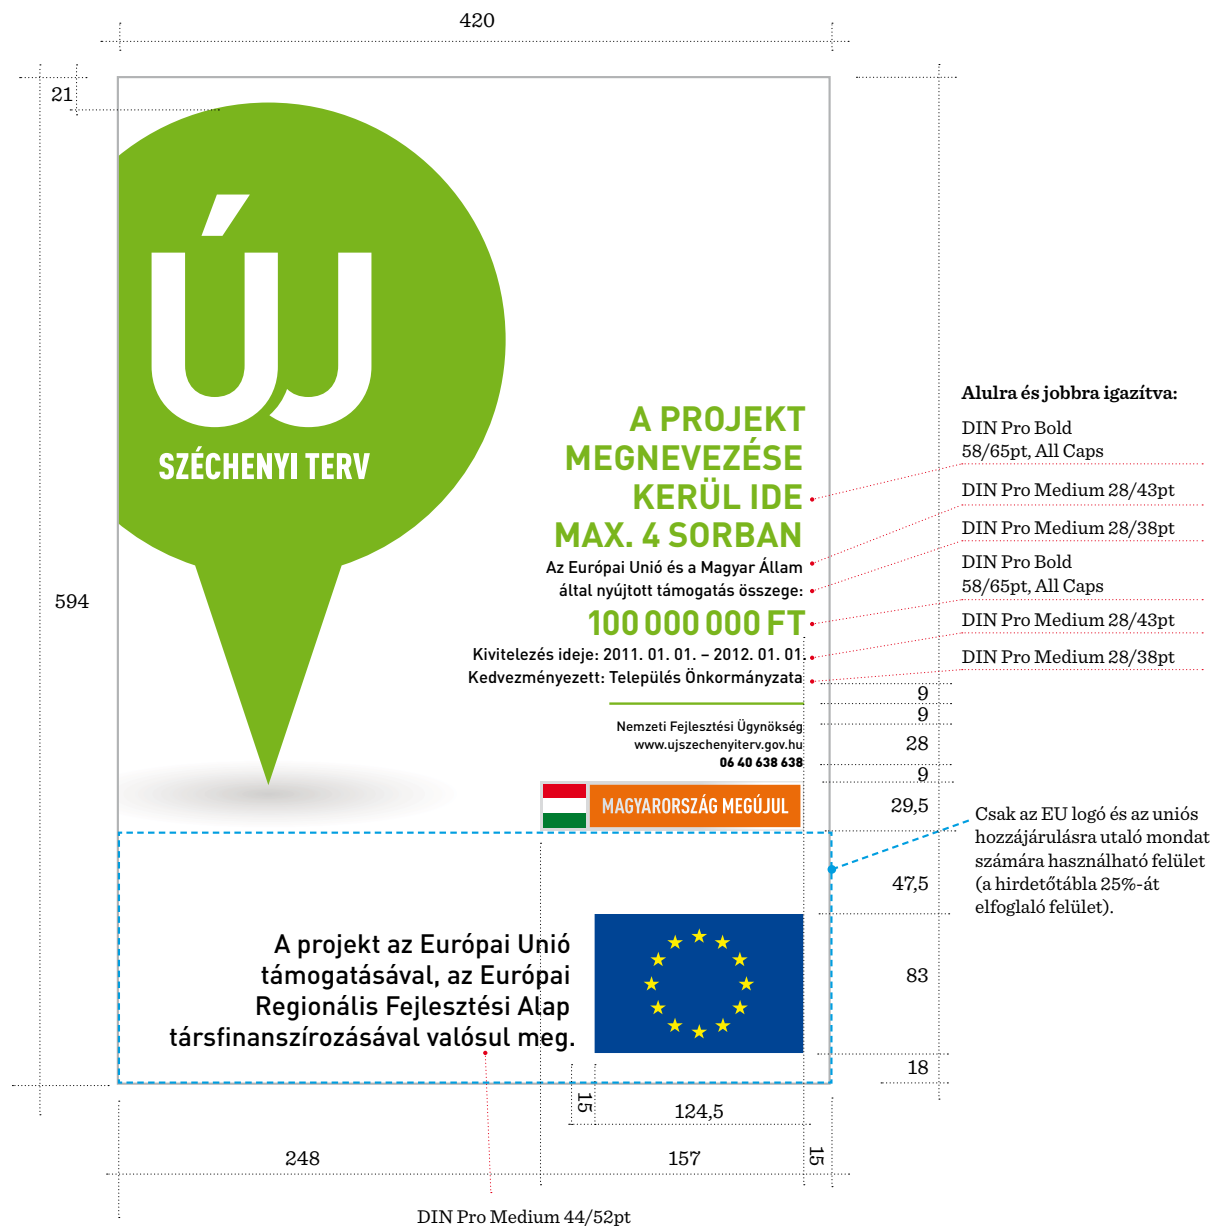 420
21
594
ÚJ
SZÉCHENYI TERV
A PROJEKT
MEGNEVEZÉSE
KERÜL IDE
MAX. 4 SORBAN
Az Európai Unió és a Magyar Állam
által nyújtott támogatás összege:
100 000 000 FT
Kivitelezés ideje: 2011. 01. 01. – 2012. 01. 01.
Kedvezményezett: Település Önkormányzata
Nemzeti Fejlesztési Ügynökség
www.ujszechenyiterv.gov.hu
06 40 638 638
MAGYARORSZÁG MEGÚJUL
A projekt az Európai Unió
támogatásával, az Európai
Regionális Fejlesztési Alap
társfinanszírozásával valósul meg.
Alulra és jobbra igazítva:
DIN Pro Bold
58/65pt, All Caps
DIN Pro Medium 28/43pt
DIN Pro Medium 28/38pt
DIN Pro Bold
58/65pt, All Caps
DIN Pro Medium 28/43pt
DIN Pro Medium 28/38pt
9
9
28
9
29,5
47,5
83
18
Csak az EU logó és az uniós
hozzájárulásra utaló mondat
számára használható felület
(a hirdetőtábla 25%-át
elfoglaló felület).
15
124,5
248
157
15
DIN Pro Medium 44/52pt